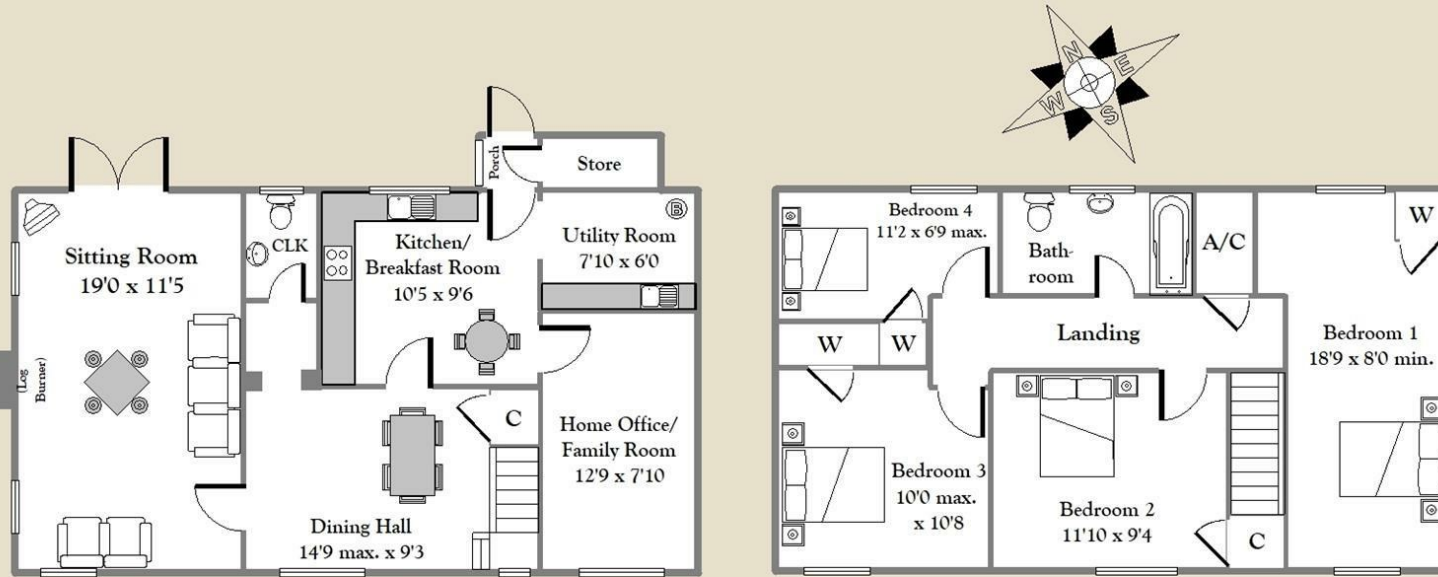 N
E
W
S
Porch
Store
Sitting Room
19'0 x 11'5
CLK
Kitchen/
Breakfast Room
10'5 x 9'6
B
Utility Room
7'10 x 6'0
(Log
Burner)
C
Home Office/
Family Room
12'9 x 7'10
Dining Hall
14'9 max. x 9'3
Bedroom 4
11'2 x 6'9 max.
Bath-
room
A/C
W
Landing
W
W
Bedroom 1
18'9 x 8'0 min.
Bedroom 3
10'0 max.
x 10'8
Bedroom 2
11'10 x 9'4
C